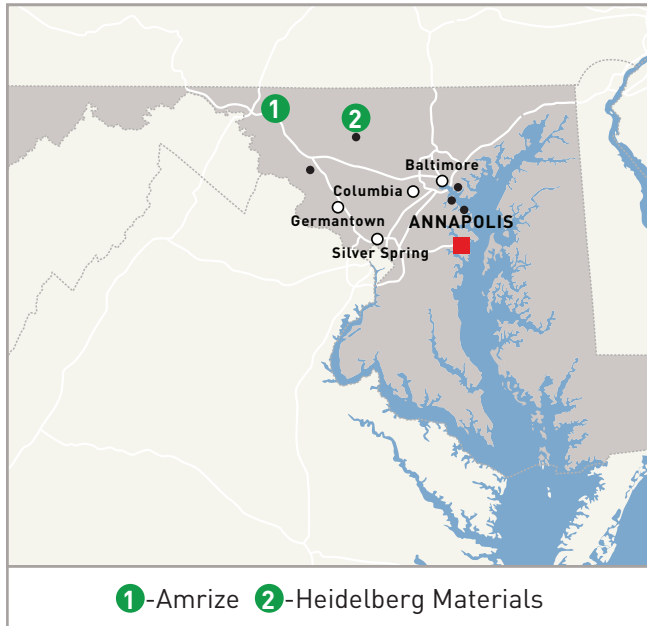 1
2
Baltimore
Columbia
ANNAPOLIS
Germantown
Silver Spring
1-Amrize 2-Heidelberg Materials